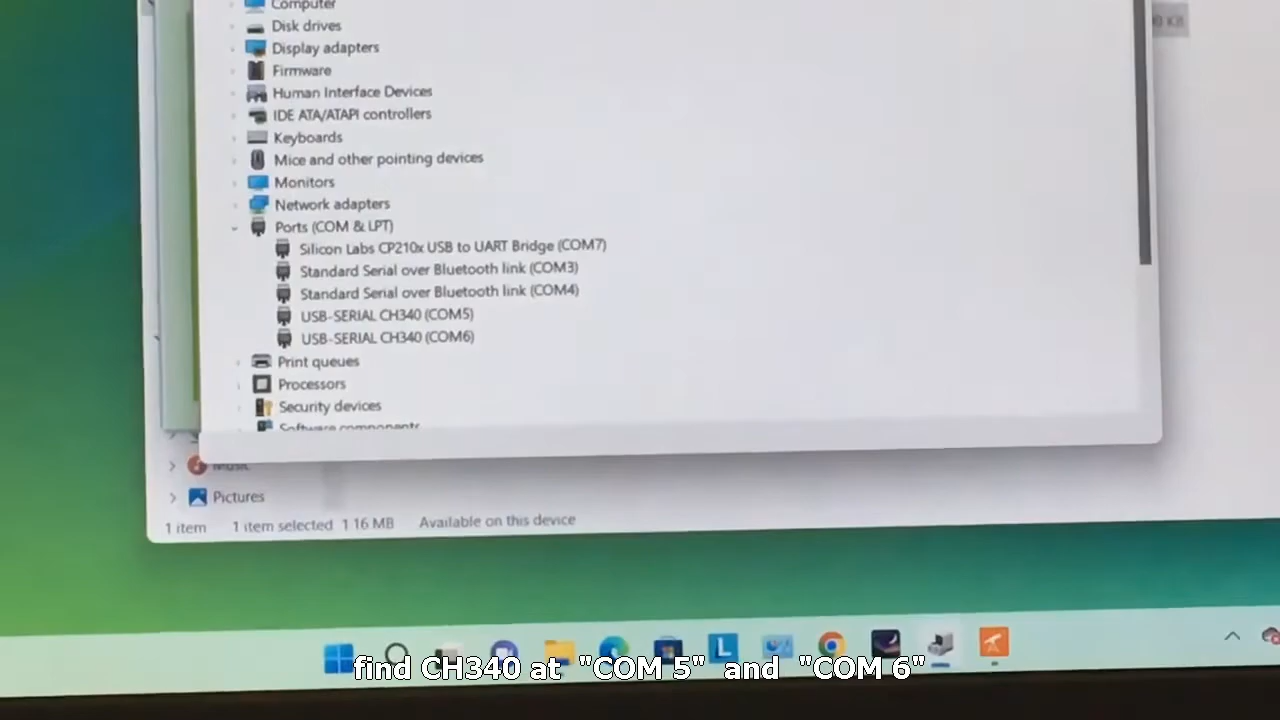 Computer
Disk drives
Display adapters
Firmware
Human Interface Devices
IDE ATA/ATAPI controllers
Keyboards
Mice and other pointing devices
Monitors
Network adapters
Ports (COM & LPT)
Silicon Labs CP210x USB to UART Bridge (COM7)
Standard Serial over Bluetooth link (COM3)
Standard Serial over Bluetooth link (COM4)
USB-SERIAL CH340 (COM5)
USB-SERIAL CH340 (COM6)
Print queues
Processors
Security devices
Software components
Music
Pictures
1 item 1 item selected 1.16 MB Available on this device
find CH340 at "COM 5" and "COM 6"